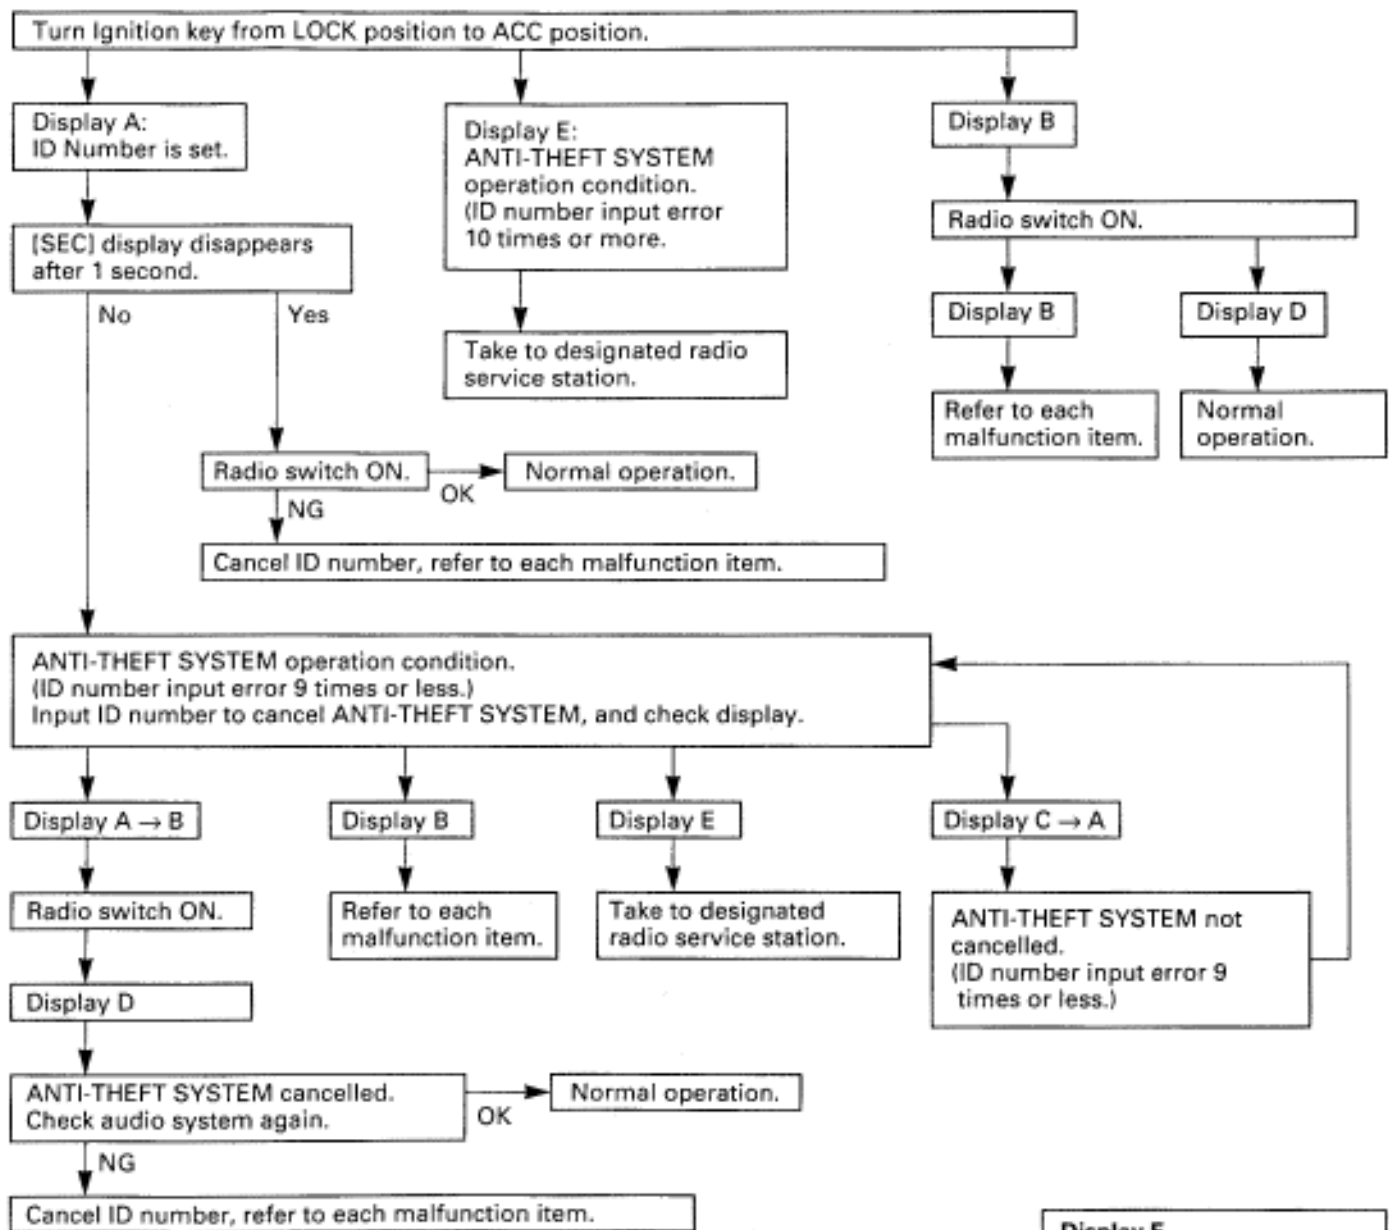 Turn Ignition key from LOCK position to ACC position.
Display A:
ID Number is set.
Display E:
ANTI-THEFT SYSTEM
operation condition.
(ID number input error
10 times or more.
Display B
Radio switch ON.
[SEC] display disappears
after 1 second.
No
Yes
Take to designated radio
service station.
Display B
Display D
Refer to each
malfunction item.
Normal
operation.
Radio switch ON.
OK
Normal operation.
NG
Cancel ID number, refer to each malfunction item.
ANTI-THEFT SYSTEM operation condition.
(ID number input error 9 times or less.)
Input ID number to cancel ANTI-THEFT SYSTEM, and check display.
Display A → B
Display B
Display E
Display C → A
Radio switch ON.
Refer to each
malfunction item.
Take to designated
radio service station.
ANTI-THEFT SYSTEM not
cancelled.
(ID number input error 9
times or less.)
Display D
ANTI-THEFT SYSTEM cancelled.
Check audio system again.
OK
Normal operation.
NG
Cancel ID number, refer to each malfunction item.
Display